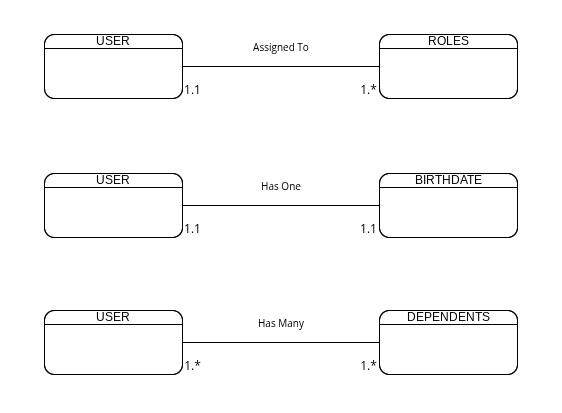 USER
Assigned To
ROLES
1.1
1.*
USER
Has One
BIRTHDATE
1.1
1.1
USER
Has Many
DEPENDENTS
1.*
1.*